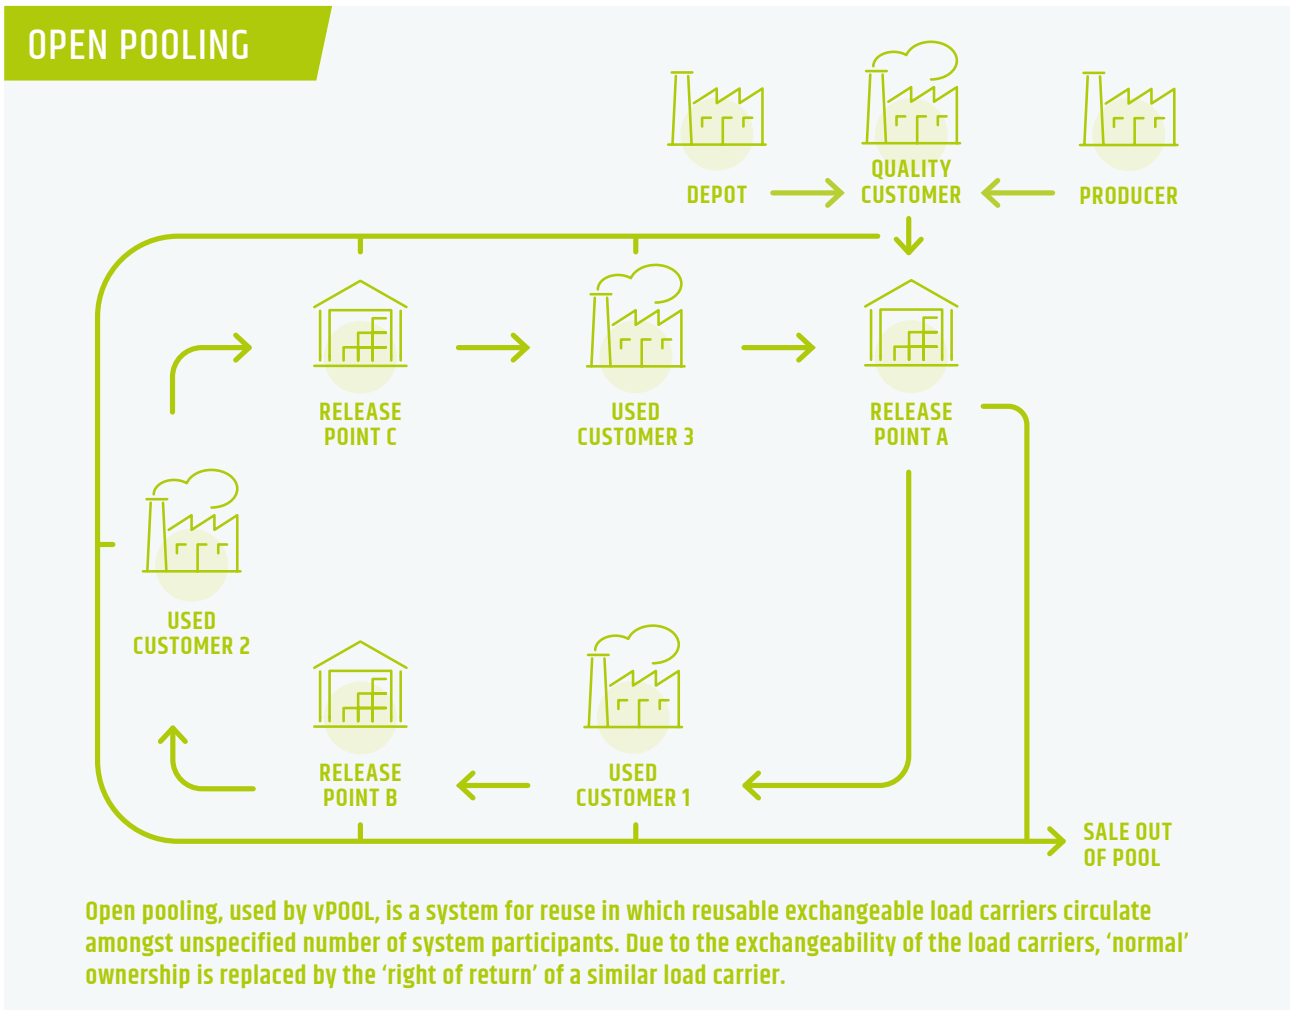 OPEN POOLING
DEPOT
QUALITY
CUSTOMER
PRODUCER
RELEASE
POINT C
USED
CUSTOMER 3
RELEASE
POINT A
USED
CUSTOMER 2
RELEASE
POINT B
USED
CUSTOMER 1
SALE OUT
OF POOL
Open pooling, used by vPOOL, is a system for reuse in which reusable exchangeable load carriers circulate
amongst unspecified number of system participants. Due to the exchangeability of the load carriers, ‘normal’
ownership is replaced by the ‘right of return’ of a similar load carrier.